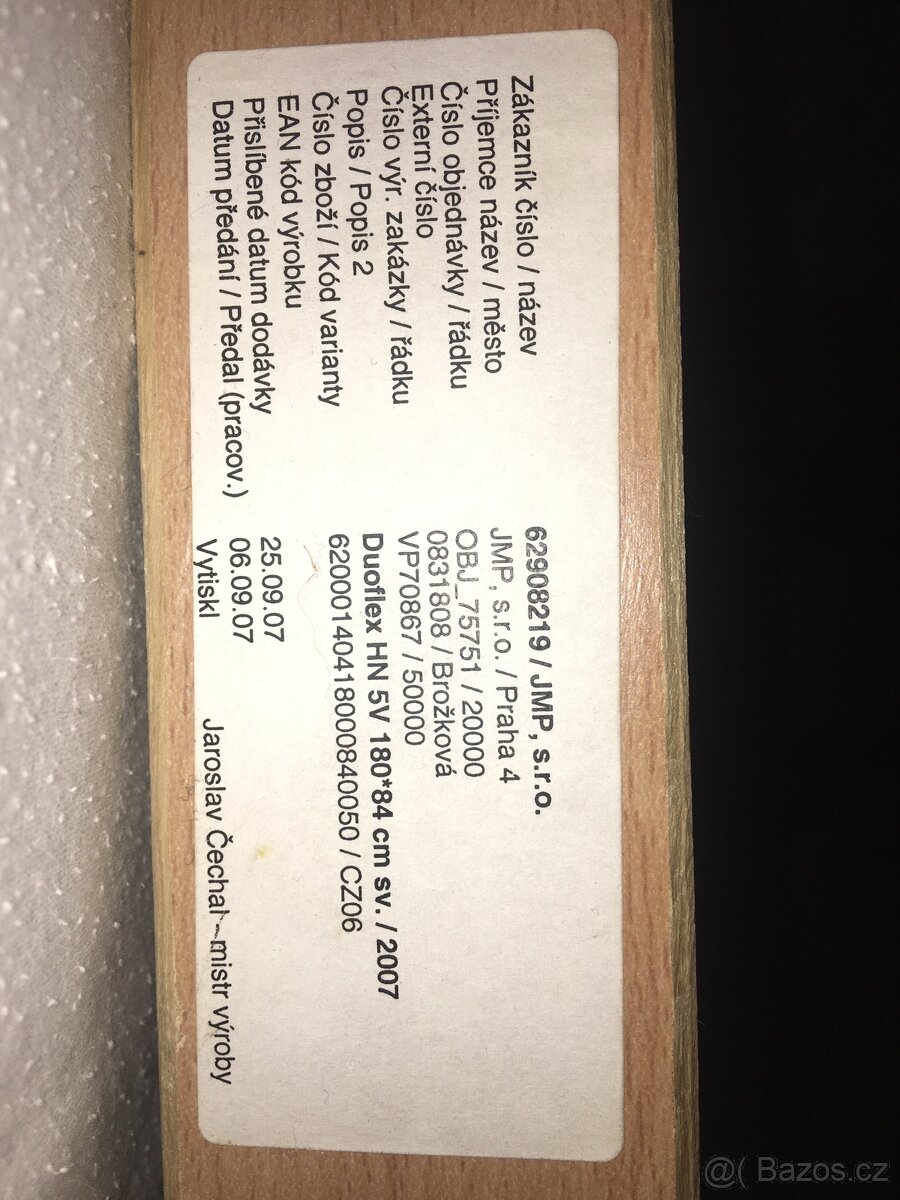 Zákazník číslo / název 62908219 / JMP, s.r.o.
Příjemce název / město JMP, s.r.o. / Praha 4
Číslo objednávky / řádku OBJ_75751 / 20000
Externí číslo 0831808 / Brožková
Číslo výr. zakázky / řádku VP70867 / 50000
Popis / Popis 2 Duoflex HN 5V 180*84 cm sv. / 2007
Číslo zboží / Kód varianty 62000140418000840050 / CZ06
EAN kód výrobku
Přislíbené datum dodávky 25.09.07
Datum předání / Předal (pracov.) 06.09.07
Vytiskl Jaroslav Čechal - mistr výroby
@( Bazos.cz